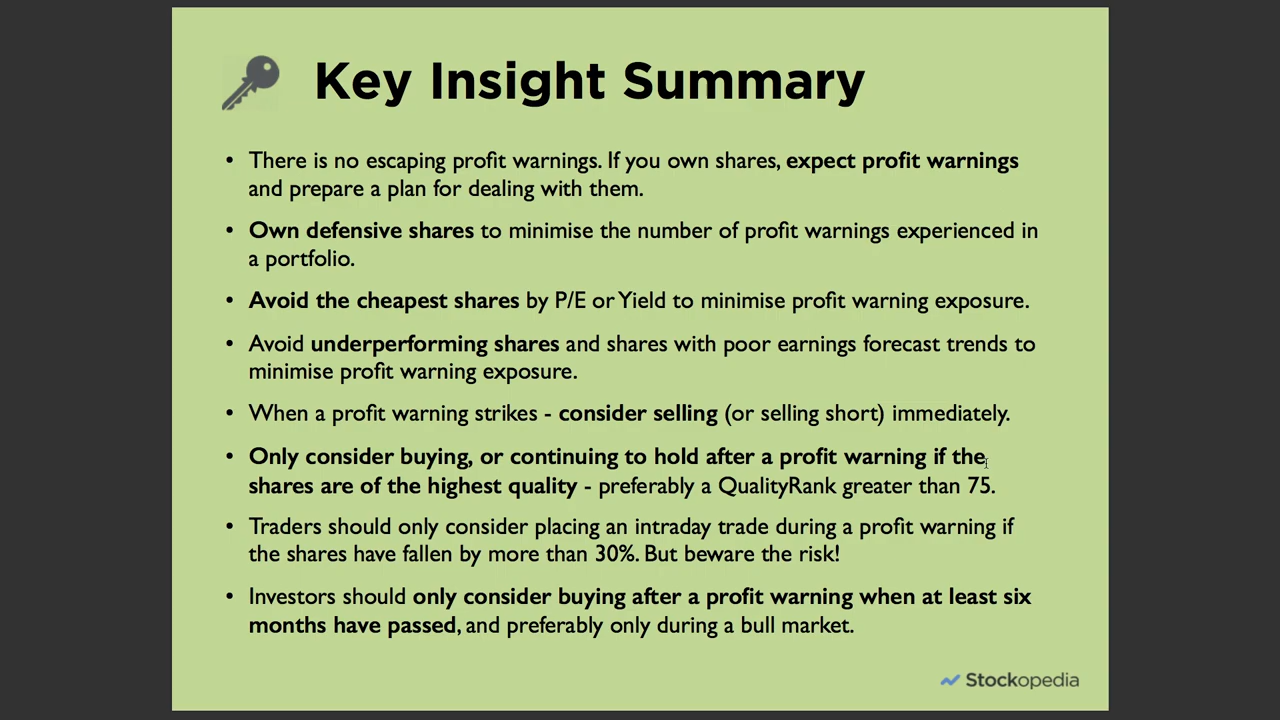 Key Insight Summary
• There is no escaping profit warnings. If you own shares, expect profit warnings
and prepare a plan for dealing with them.
• Own defensive shares to minimise the number of profit warnings experienced in
a portfolio.
• Avoid the cheapest shares by P/E or Yield to minimise profit warning exposure.
• Avoid underperforming shares and shares with poor earnings forecast trends to
minimise profit warning exposure.
• When a profit warning strikes - consider selling (or selling short) immediately.
• Only consider buying, or continuing to hold after a profit warning if the
shares are of the highest quality - preferably a QualityRank greater than 75.
• Traders should only consider placing an intraday trade during a profit warning if
the shares have fallen by more than 30%. But beware the risk!
• Investors should only consider buying after a profit warning when at least six
months have passed, and preferably only during a bull market.
Stockopedia